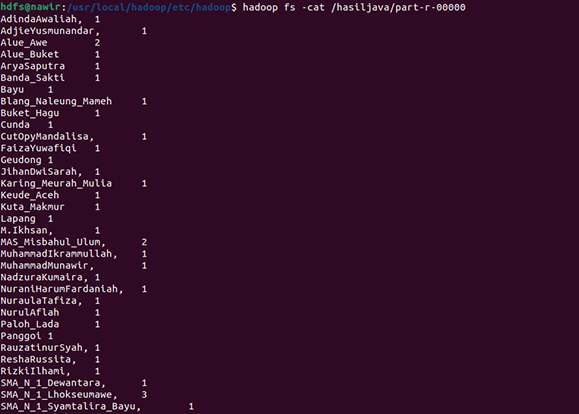 hdfs@nawir:/usr/local/hadoop/etc/hadoop$ hadoop fs -cat /hasiljava/part-r-00000
AdindaAwaliah, 1
AdjieYusmunandar, 1
Alue_Awe 2
Alue_Buket 1
AryaSaputra 1
Banda_Sakti 1
Bayu 1
Blang_Naleung_Mameh 1
Buket_Hagu 1
Cunda 1
CutOpyMandalisa, 1
FaizaYuwafiqi 1
Geudong 1
JihanDwiSarah, 1
Karing_Meurah_Mulia 1
Keude_Aceh 1
Kuta_Makmur 1
Lapang 1
M.Ikhsan, 1
MAS_Misbahul_Ulum, 2
MuhammadIkrammullah, 1
MuhammadMunawir, 1
NadzuraKumaira, 1
NuraniHarumFardaniah, 1
NuraulaTafiza, 1
NurulAflah 1
Paloh_Lada 1
Panggoi 1
RauzatinurSyah, 1
ReshaRussita, 1
RizkiIlhami, 1
SMA_N_1_Dewantara, 1
SMA_N_1_Lhokseumawe, 3
SMA_N_1_Syamtalira_Bayu, 1